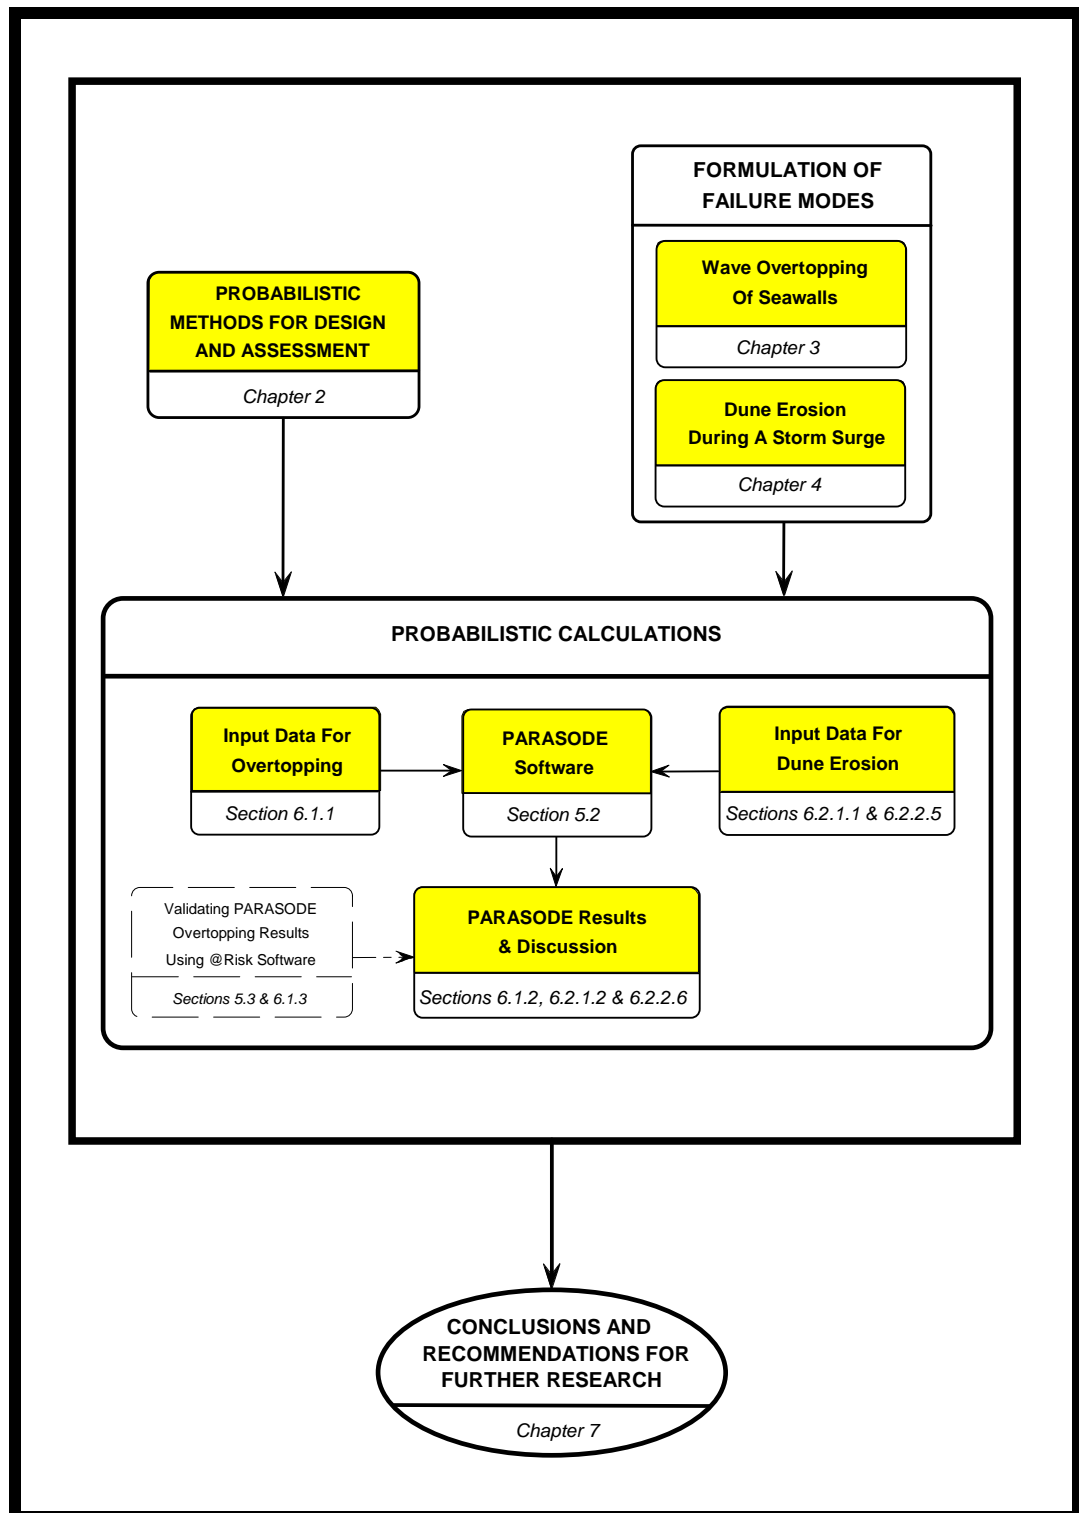 FORMULATION OF
FAILURE MODES
Wave Overtopping
Of Seawalls
Chapter 3
Dune Erosion
During A Storm Surge
Chapter 4
PROBABILISTIC
METHODS FOR DESIGN
AND ASSESSMENT
Chapter 2
PROBABILISTIC CALCULATIONS
Input Data For
Overtopping
Section 6.1.1
PARASODE
Software
Section 5.2
Input Data For
Dune Erosion
Sections 6.2.1.1 & 6.2.2.5
Validating PARASODE
Overtopping Results
Using @Risk Software
Sections 5.3 & 6.1.3
PARASODE Results
& Discussion
Sections 6.1.2, 6.2.1.2 & 6.2.2.6
CONCLUSIONS AND
RECOMMENDATIONS FOR
FURTHER RESEARCH
Chapter 7